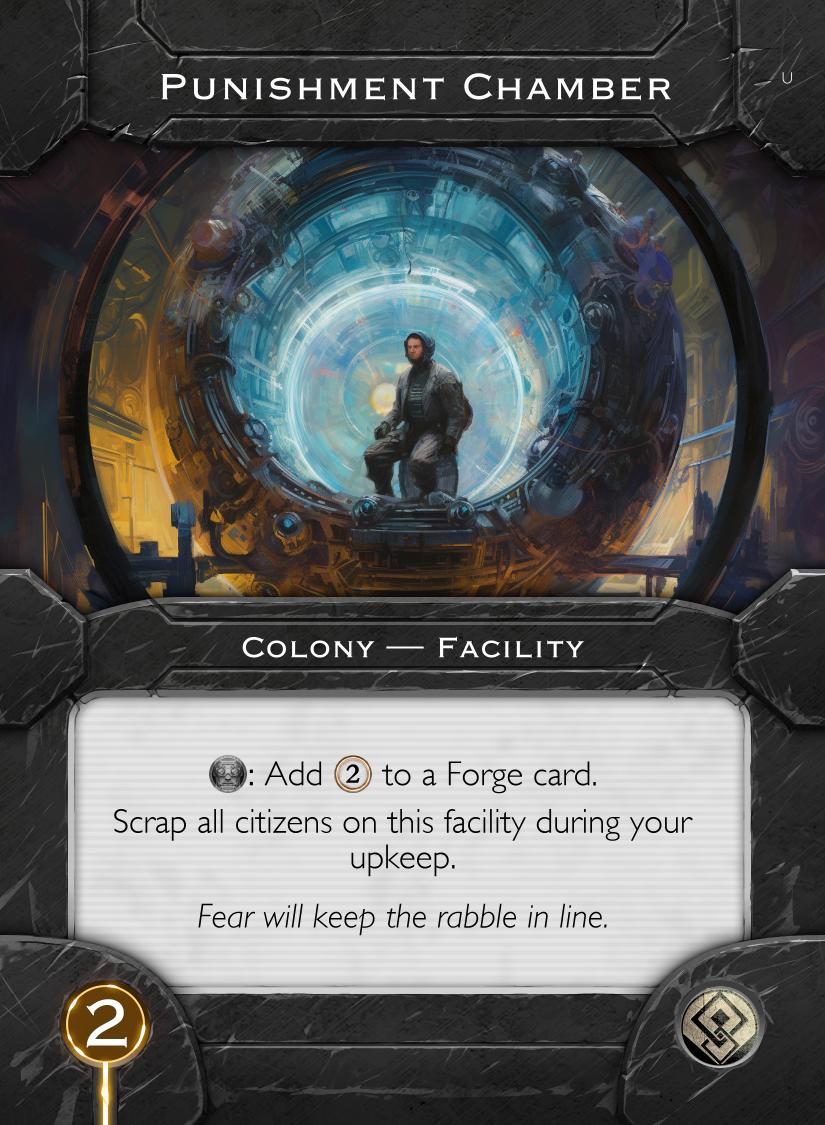 Punishment Chamber
U
Colony — Facility
: Add 2 to a Forge card.
Scrap all citizens on this facility during your
upkeep.
Fear will keep the rabble in line.
2